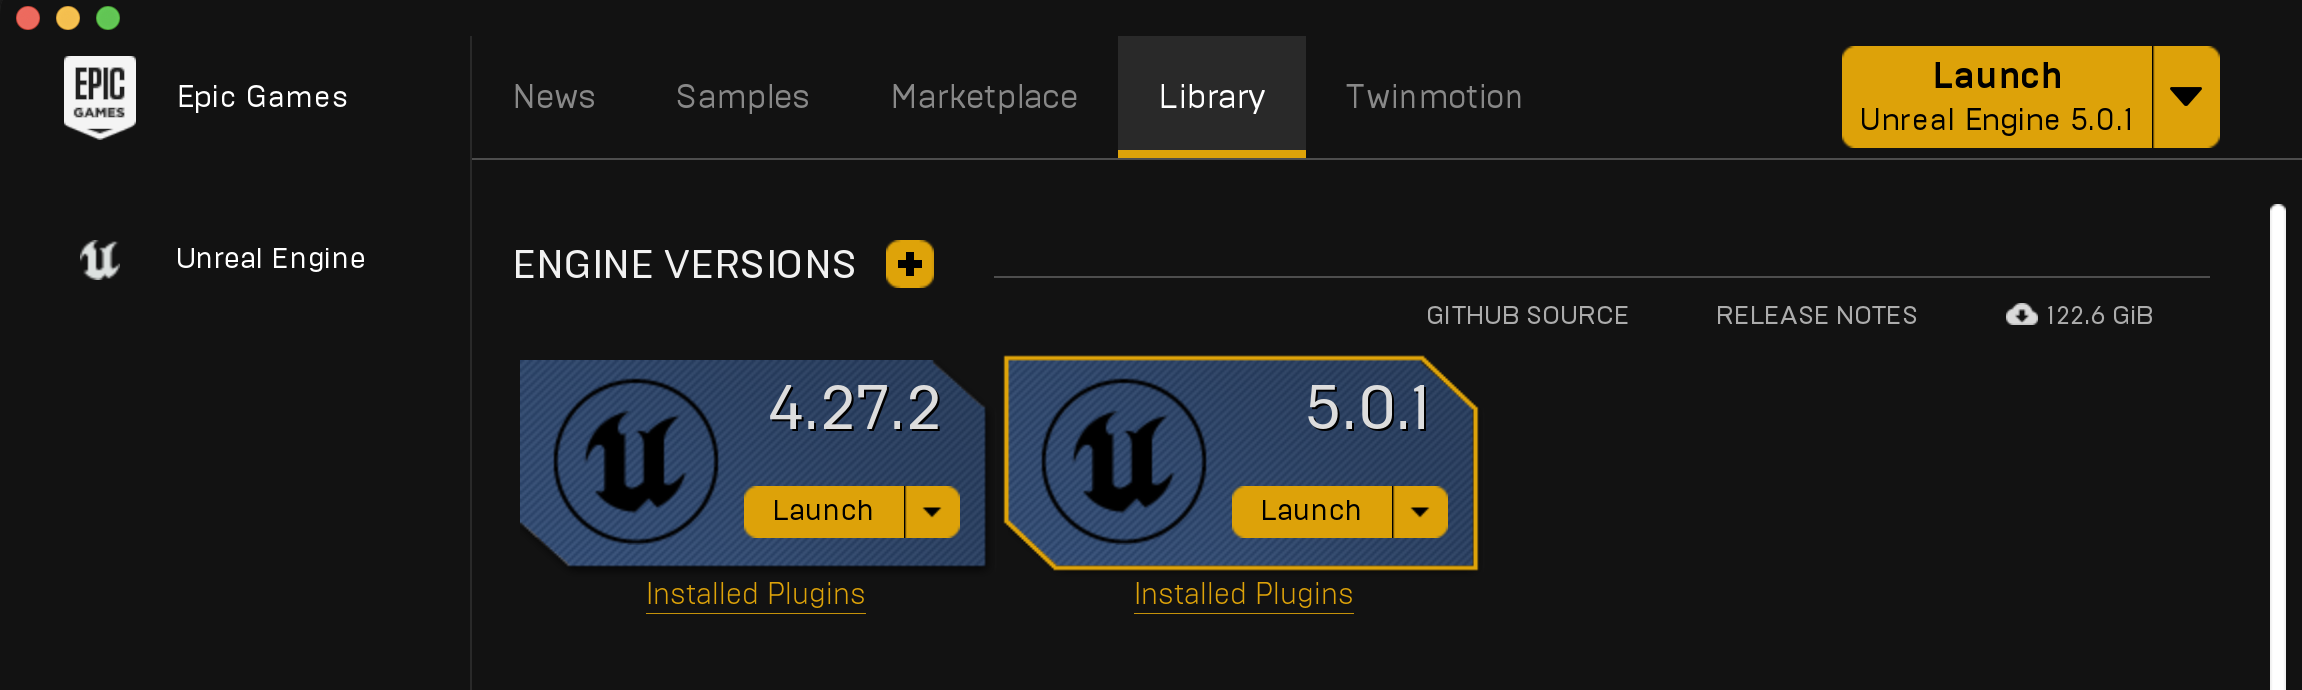 EPIC
GAMES
Epic Games
News
Samples
Marketplace
Library
Twinmotion
Launch
Unreal Engine 5.0.1
Unreal Engine
ENGINE VERSIONS
GITHUB SOURCE
RELEASE NOTES
122.6 GiB
4.27.2
Launch
Installed Plugins
5.0.1
Launch
Installed Plugins